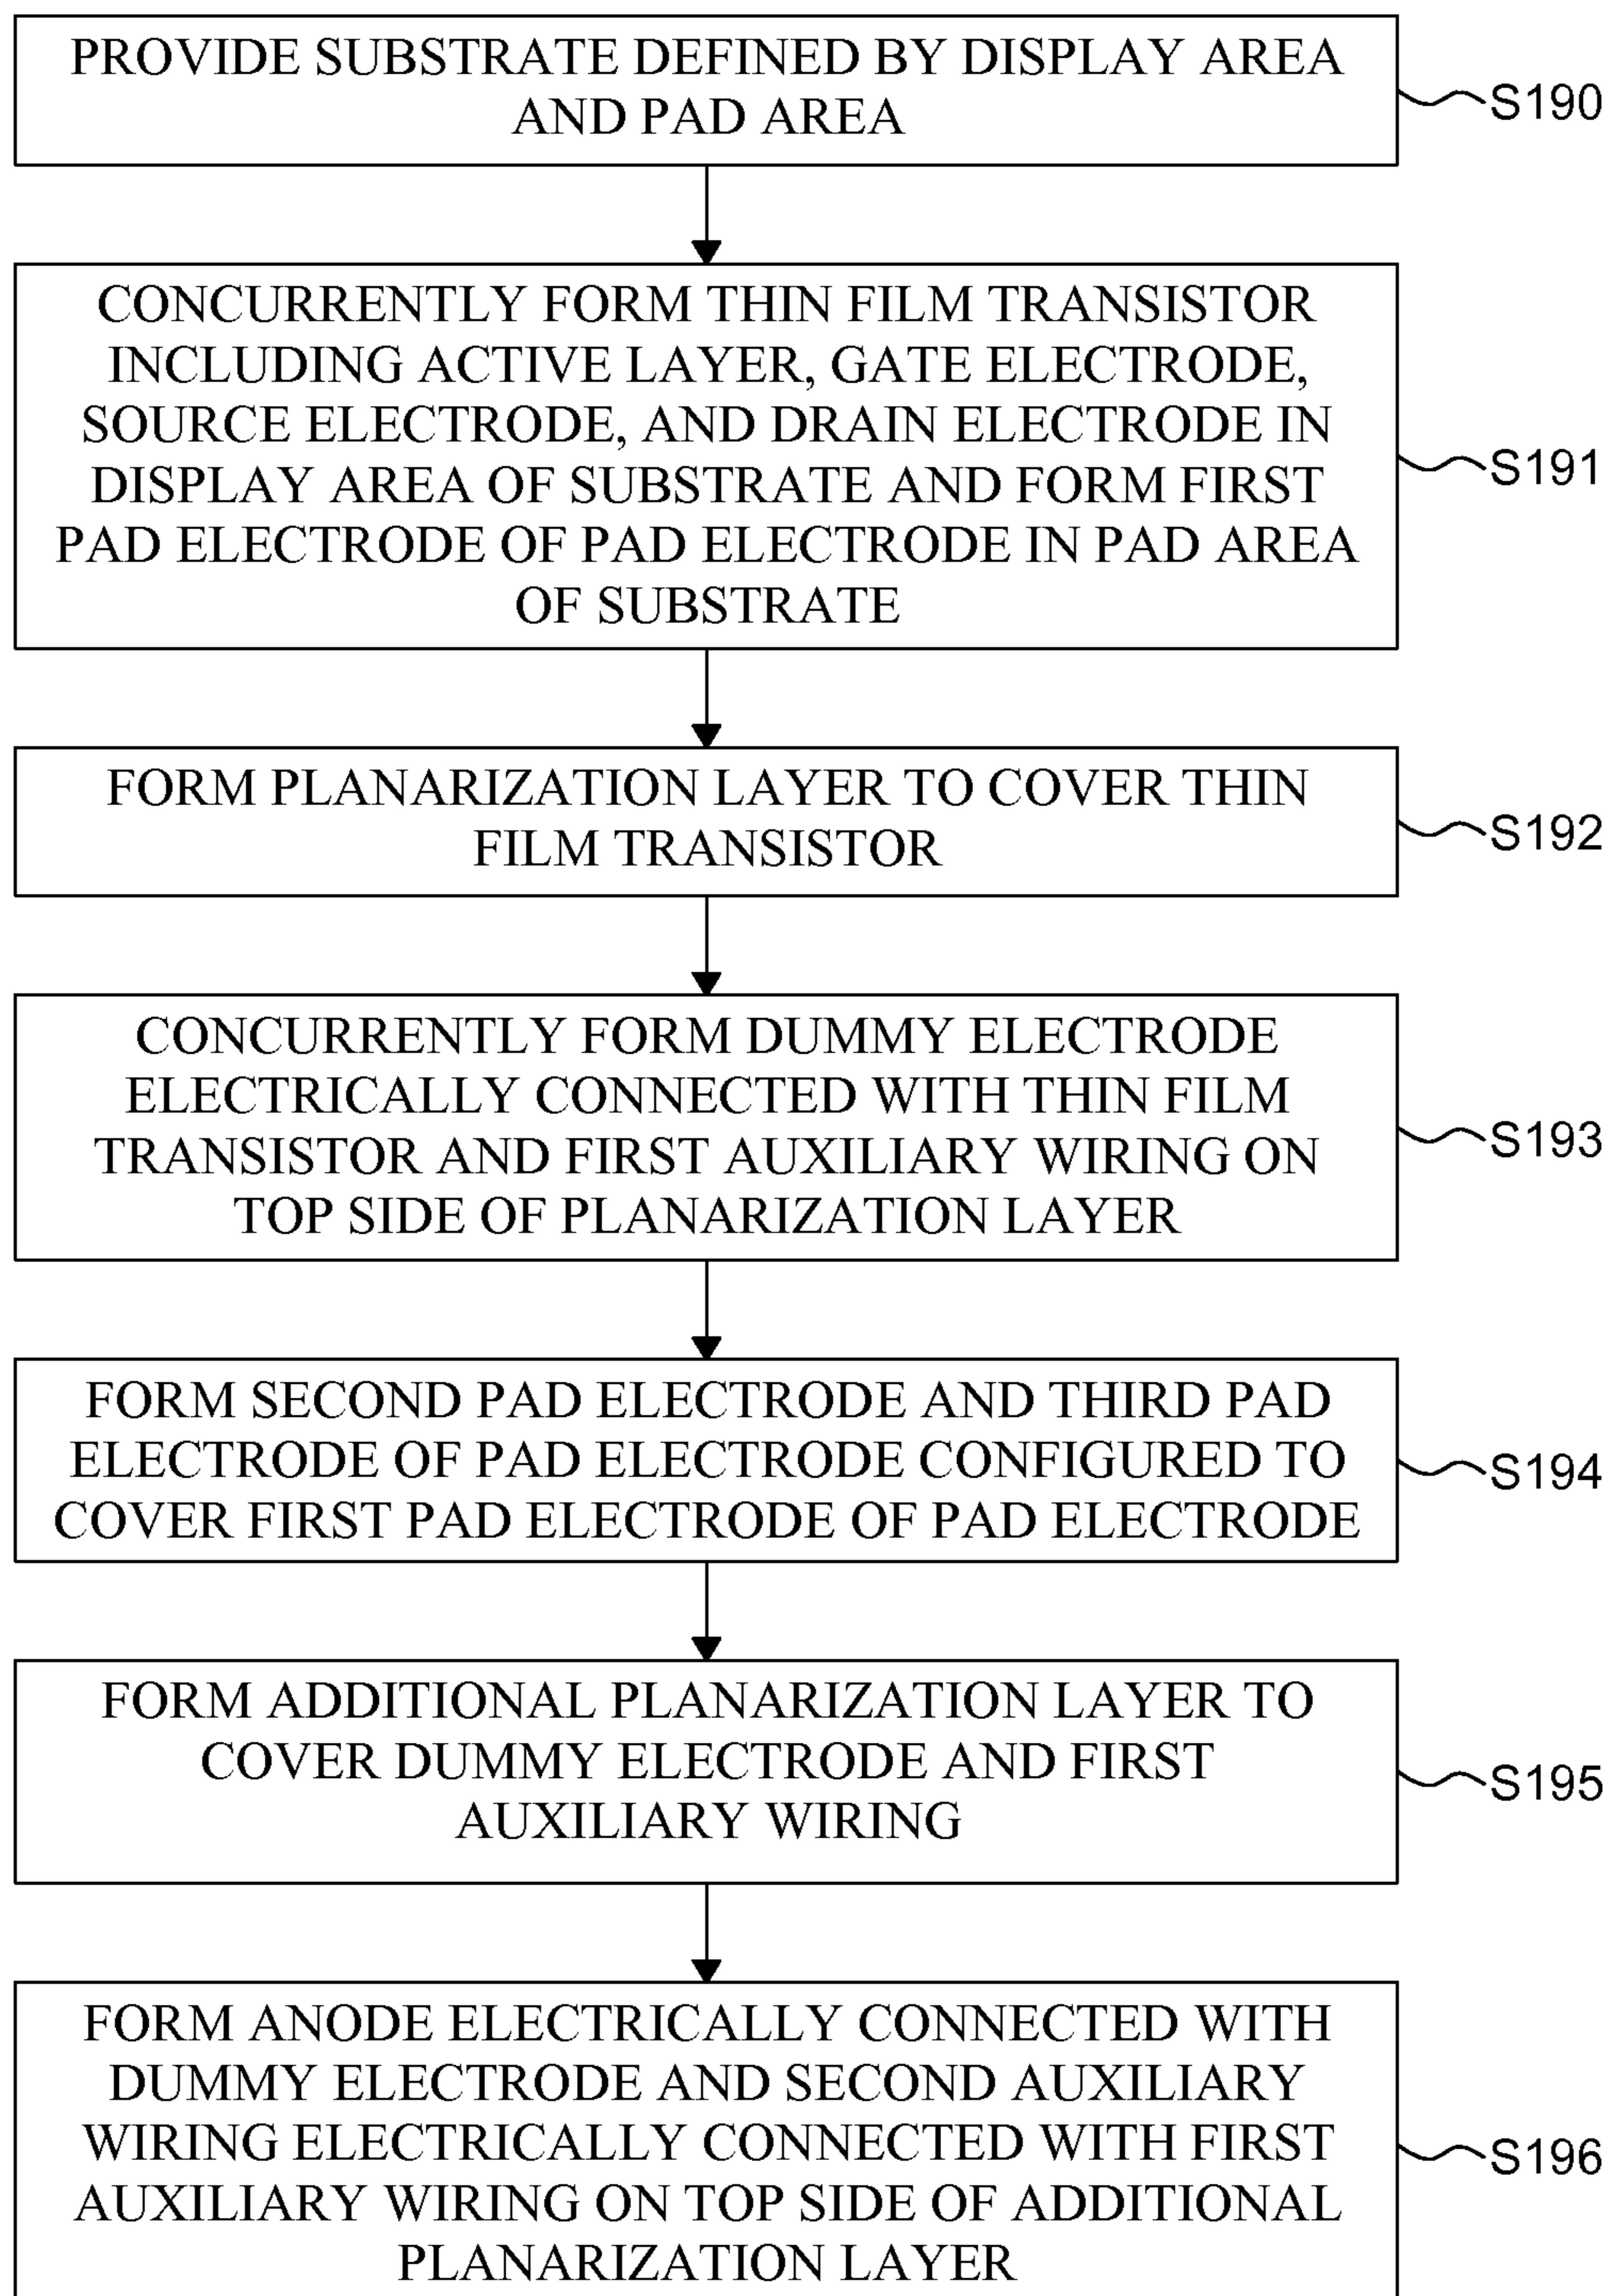 PROVIDE SUBSTRATE DEFINED BY DISPLAY AREA
AND PAD AREA
S190
CONCURRENTLY FORM THIN FILM TRANSISTOR
INCLUDING ACTIVE LAYER, GATE ELECTRODE,
SOURCE ELECTRODE, AND DRAIN ELECTRODE IN
DISPLAY AREA OF SUBSTRATE AND FORM FIRST
PAD ELECTRODE OF PAD ELECTRODE IN PAD AREA
OF SUBSTRATE
S191
FORM PLANARIZATION LAYER TO COVER THIN
FILM TRANSISTOR
S192
CONCURRENTLY FORM DUMMY ELECTRODE
ELECTRICALLY CONNECTED WITH THIN FILM
TRANSISTOR AND FIRST AUXILIARY WIRING ON
TOP SIDE OF PLANARIZATION LAYER
S193
FORM SECOND PAD ELECTRODE AND THIRD PAD
ELECTRODE OF PAD ELECTRODE CONFIGURED TO
COVER FIRST PAD ELECTRODE OF PAD ELECTRODE
S194
FORM ADDITIONAL PLANARIZATION LAYER TO
COVER DUMMY ELECTRODE AND FIRST
AUXILIARY WIRING
S195
FORM ANODE ELECTRICALLY CONNECTED WITH
DUMMY ELECTRODE AND SECOND AUXILIARY
WIRING ELECTRICALLY CONNECTED WITH FIRST
AUXILIARY WIRING ON TOP SIDE OF ADDITIONAL
PLANARIZATION LAYER
S196